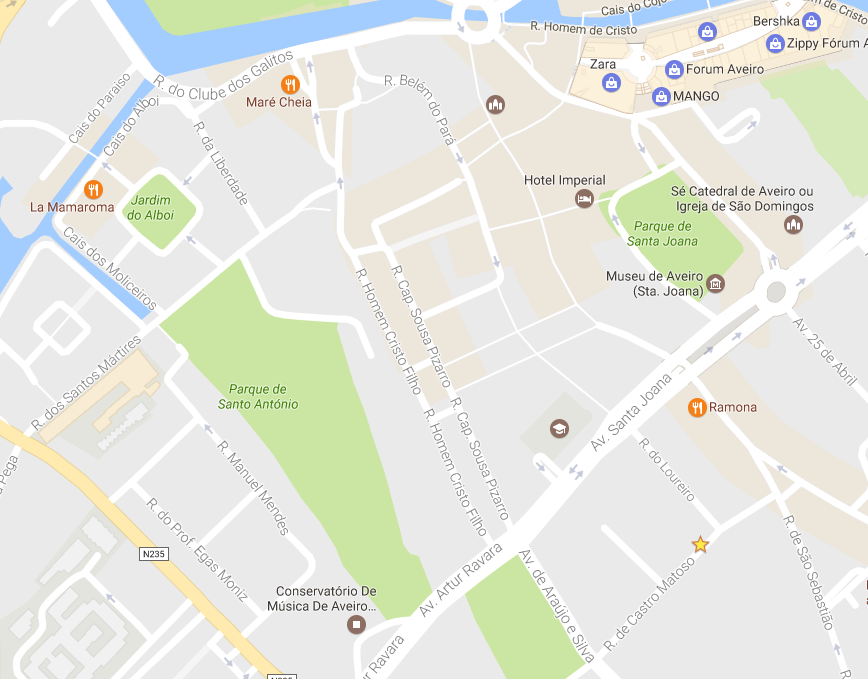 Cais do Cojo
Bershka
R. Homem de Cristo
de Cristo
Zippy Fórum A
Zara
Forum Aveiro
MANGO
R. do Clube dos Galitos
Maré Cheia
R. Belém do Pará
Cais do Paraíso
Cais do Alboi
R. da Liberdade
La Mamaroma
Jardim
do Alboi
Hotel Imperial
Sé Catedral de Aveiro ou
Igreja de São Domingos
Parque de
Santa Joana
Cais dos Moliceiros
Museu de Aveiro
(Sta. Joana)
R. Cap. Sousa Pizarro
R. Homem Cristo Filho
Av. 25 de Abril
R. dos Santos Mártires
Parque de
Santo António
Av. Santa Joana
Ramona
R. Cap. Sousa Pizarro
R. Homem Cristo Filho
Pega
R. Manuel Mendes
R. do Loureiro
R. do Prof. Egas Moniz
N235
R. de São Sebastião
Av. Artur Ravara
Av. de Araújo e Silva
R. de Castro Matoso
Conservatório De
Música De Aveiro...
Ravara